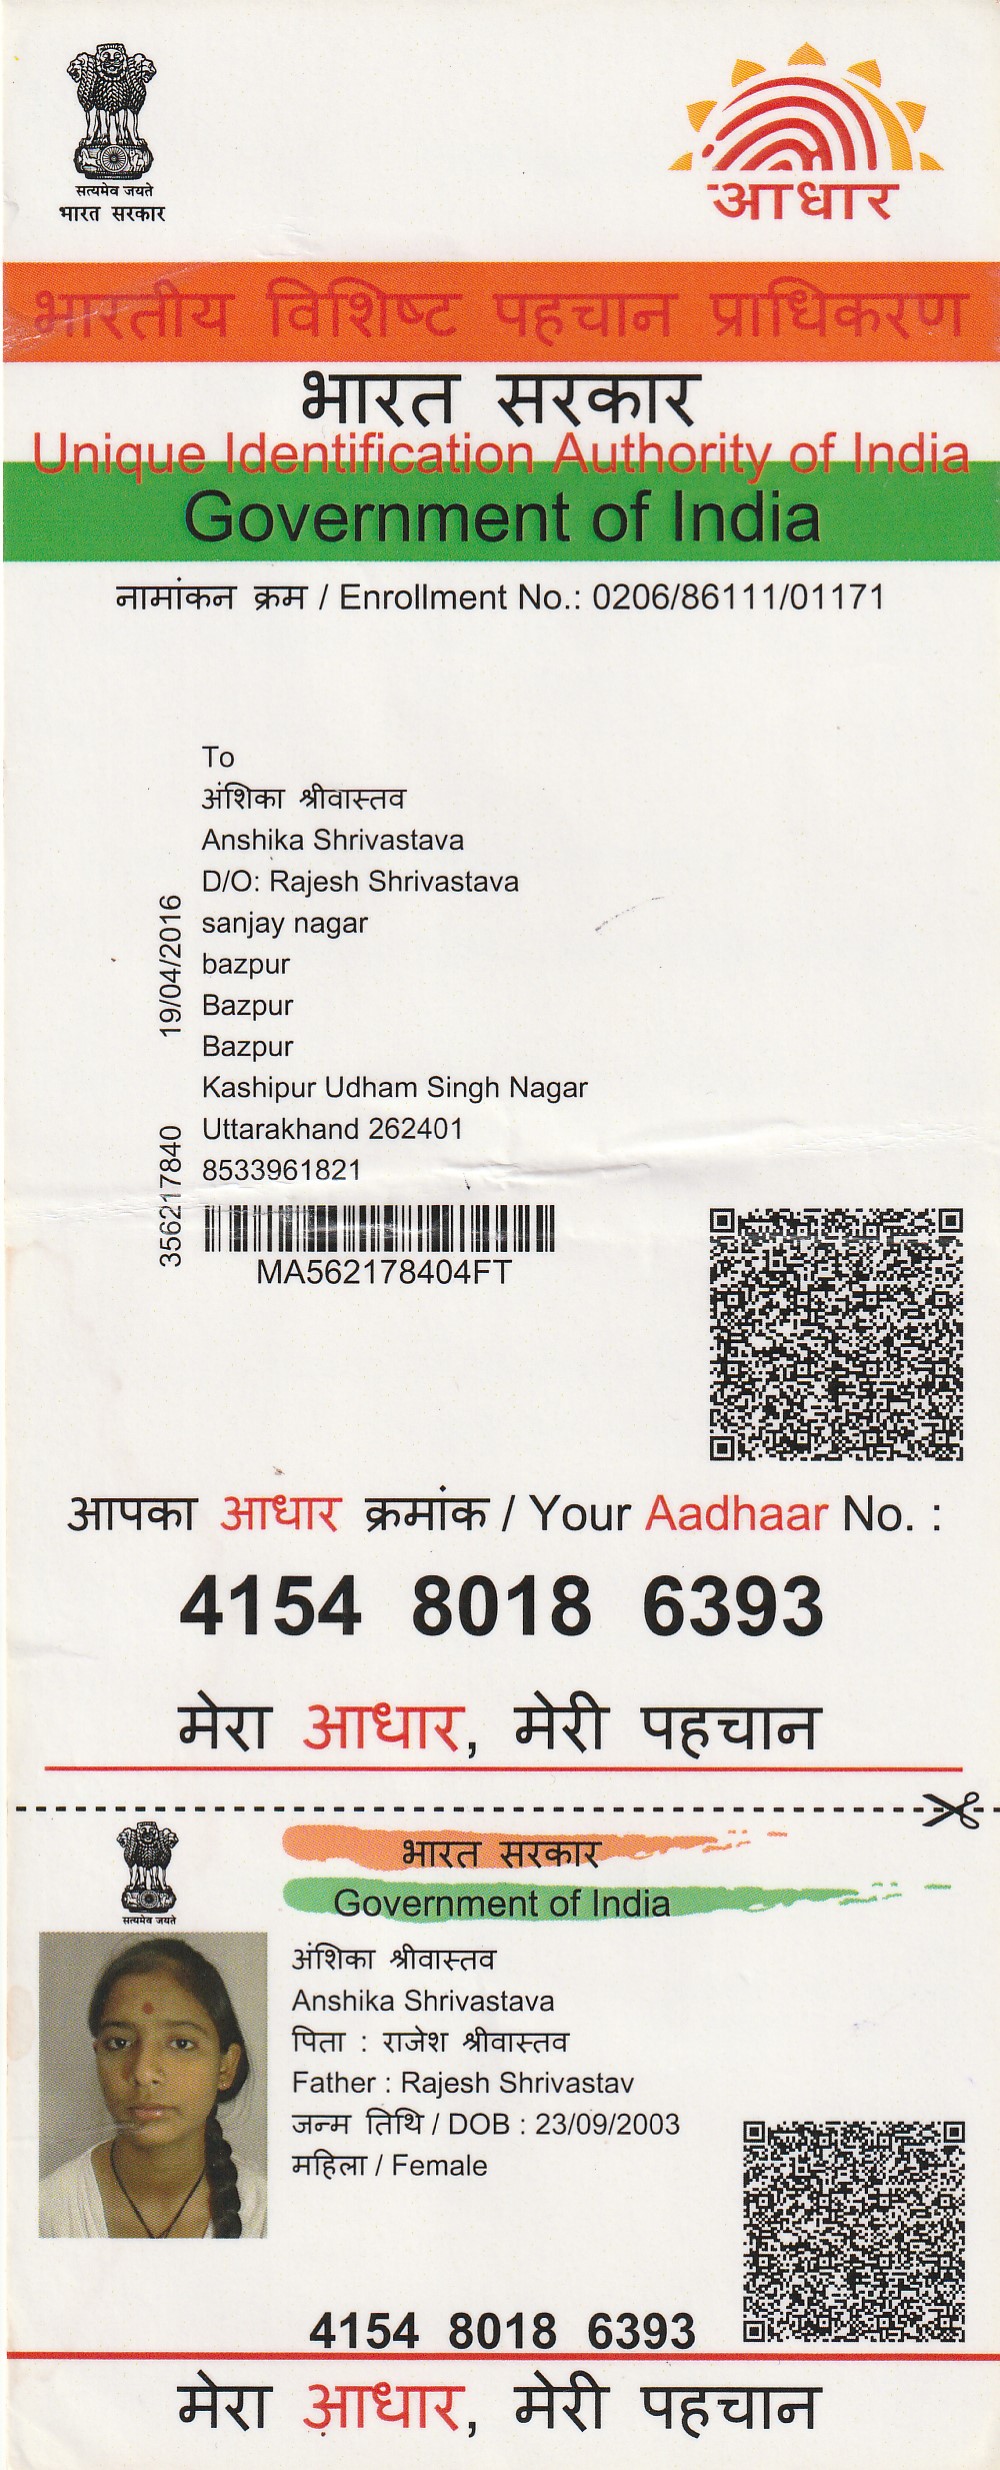 सत्यमेव जयते
भारत सरकार
आधार
भारतीय विशिष्ट पहचान प्राधिकरण
भारत सरकार
Unique Identification Authority of India
Government of India
नामांकन क्रम / Enrollment No.: 0206/86111/01171
To
अंशिका श्रीवास्तव
Anshika Shrivastava
D/O: Rajesh Shrivastava
sanjay nagar
bazpur
Bazpur
Bazpur
Kashipur Udham Singh Nagar
Uttarakhand 262401
8533961821
356217840 19/04/2016
MA562178404FT
आपका आधार क्रमांक / Your Aadhaar No. :
4154 8018 6393
मेरा आधार, मेरी पहचान
सत्यमेव जयते
भारत सरकार
Government of India
अंशिका श्रीवास्तव
Anshika Shrivastava
पिता : राजेश श्रीवास्तव
Father : Rajesh Shrivastav
जन्म तिथि / DOB : 23/09/2003
महिला / Female
4154 8018 6393
मेरा आधार, मेरी पहचान